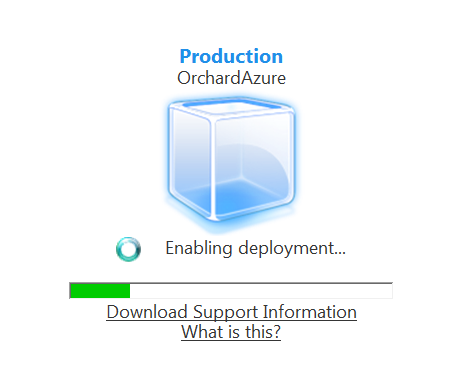 Production
OrchardAzure
Enabling deployment...
Download Support Information
What is this?